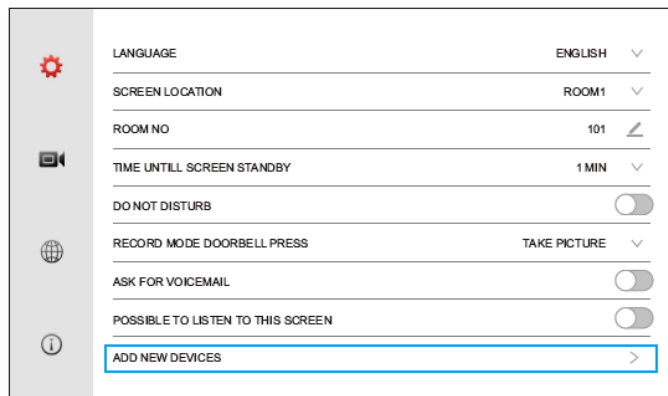 LANGUAGE ENGLISH
SCREEN LOCATION ROOM1
ROOM NO 101
TIME UNTILL SCREEN STANDBY 1 MIN
DO NOT DISTURB
RECORD MODE DOORBELL PRESS TAKE PICTURE
ASK FOR VOICEMAIL
POSSIBLE TO LISTEN TO THIS SCREEN
ADD NEW DEVICES